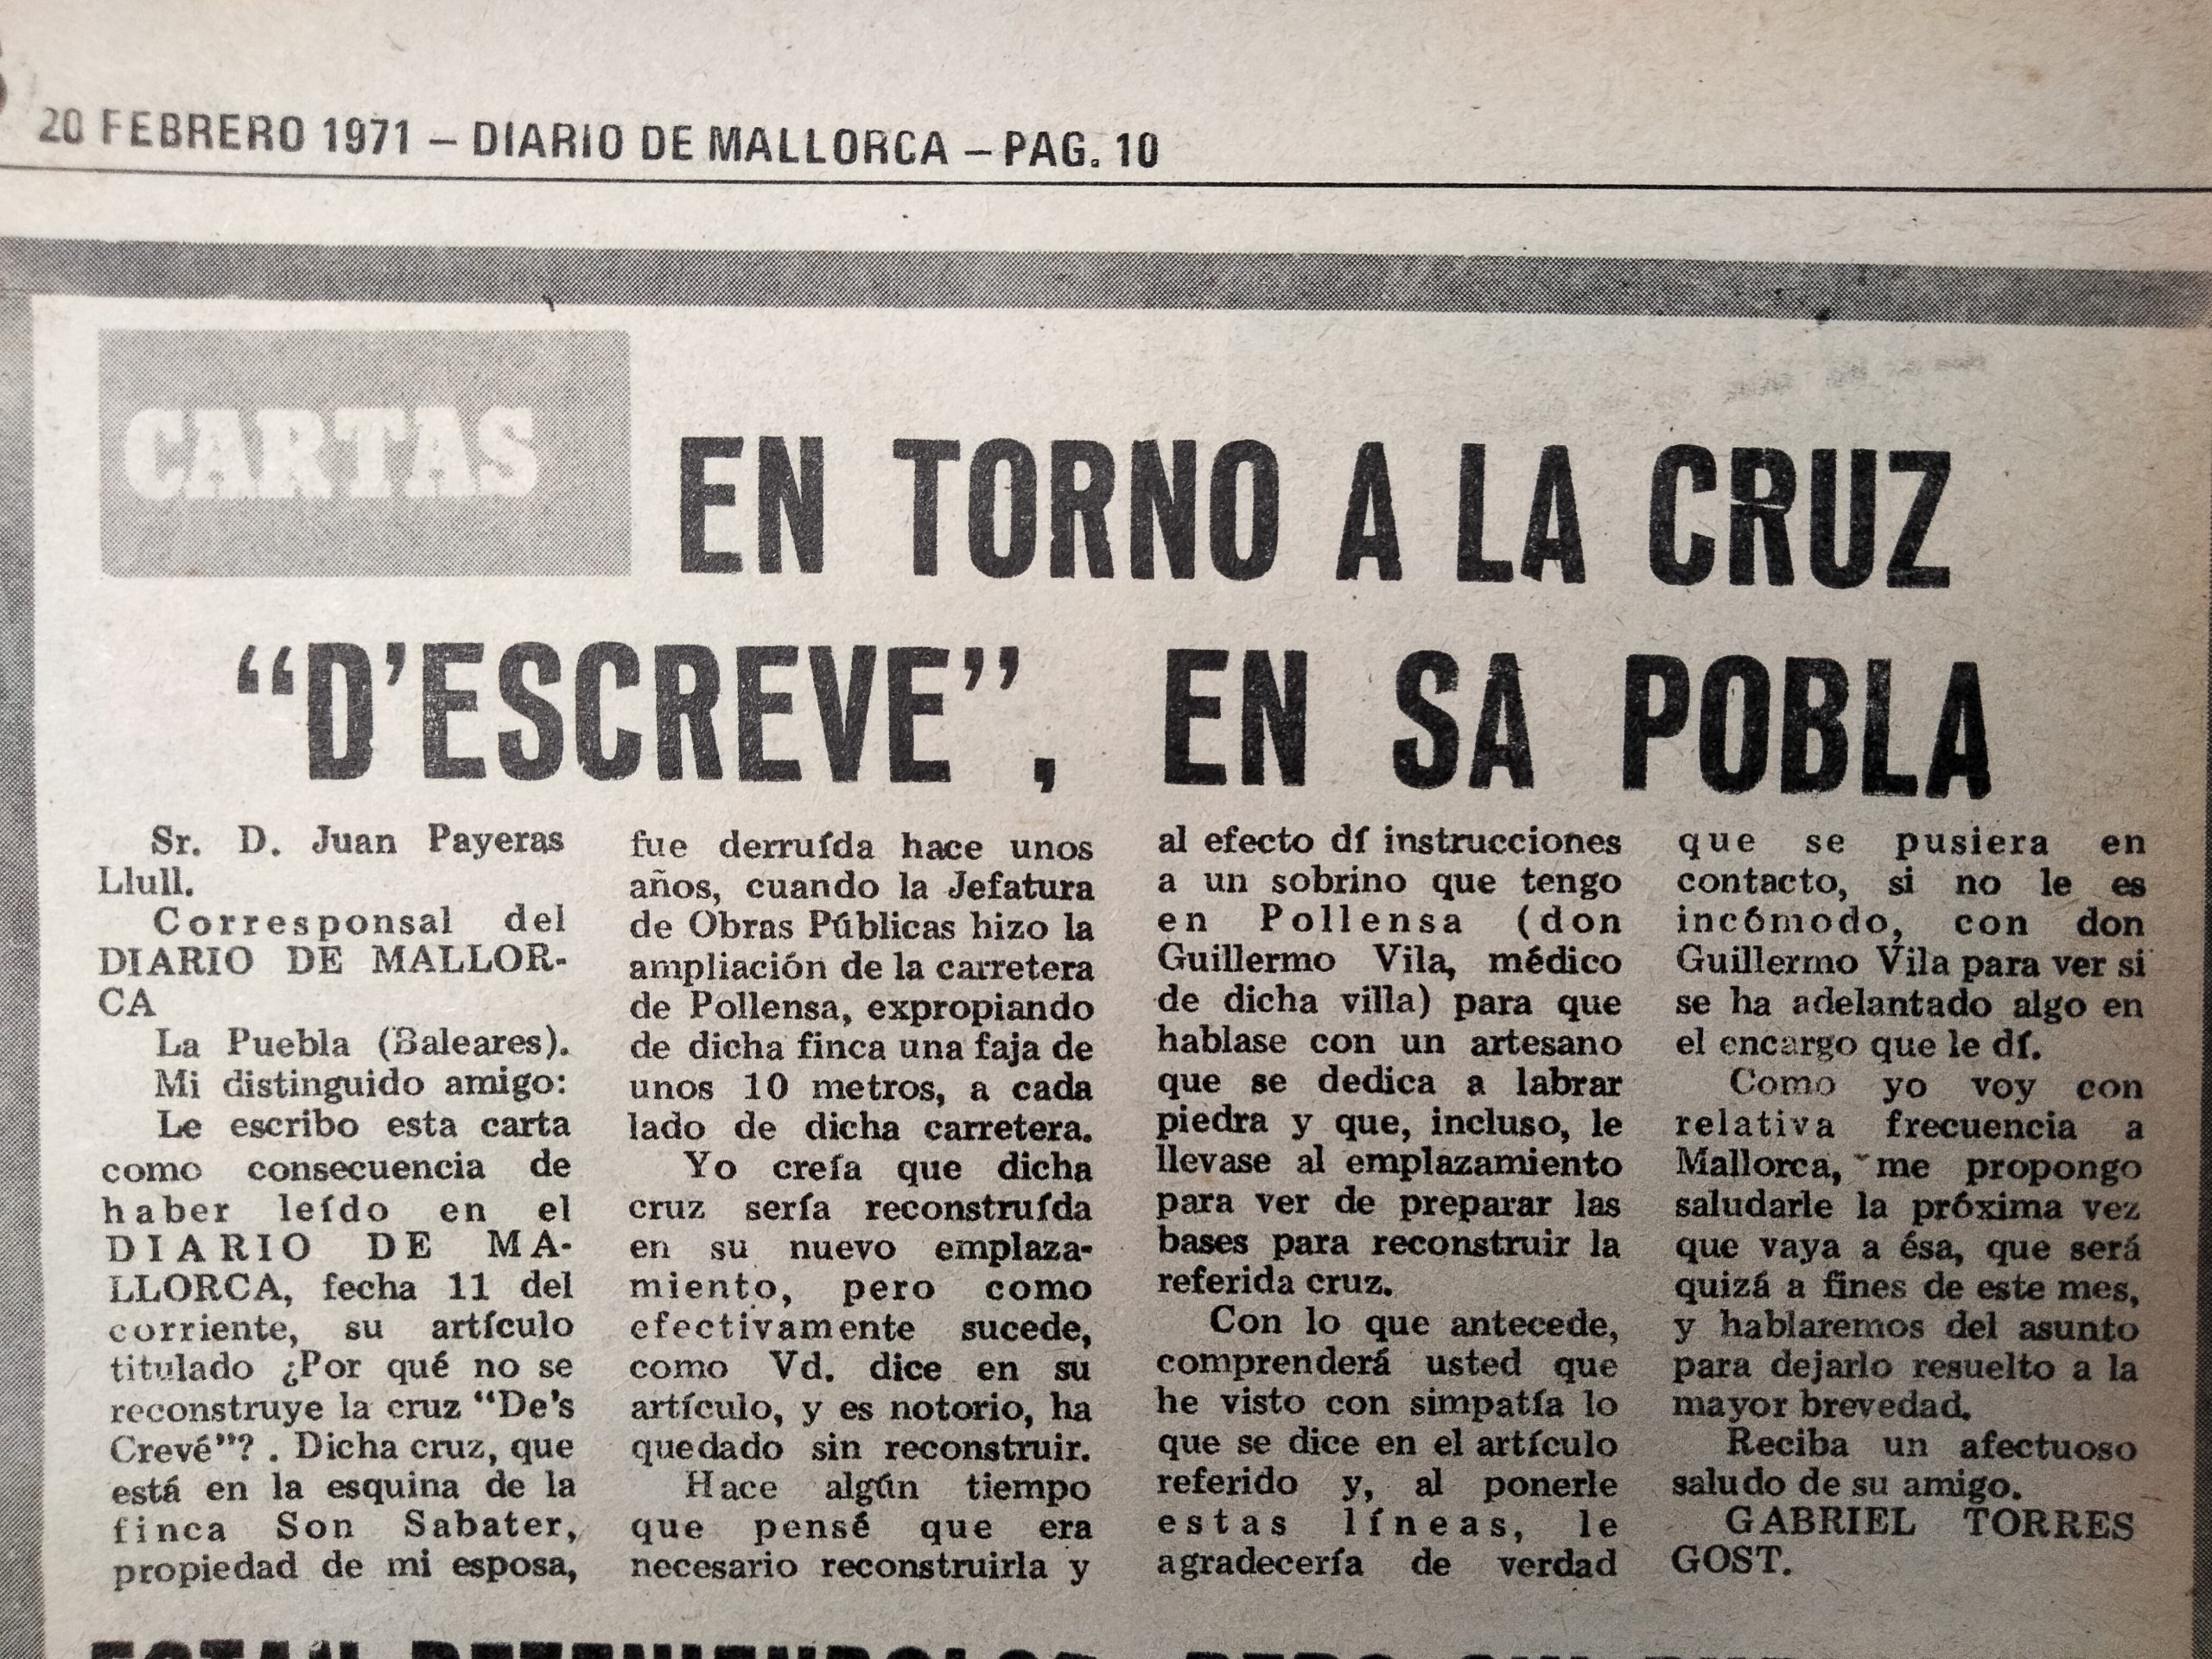 20 FEBRERO 1971 — DIARIO DE MALLORCA — PAG. 10
CARTAS
EN TORNO A LA CRUZ
“D’ESCREVE”, EN SA POBLA
Sr. D. Juan Payeras
Llull.
Corresponsal del
DIARIO DE MALLOR-
CA
La Puebla (Baleares).
Mi distinguido amigo:
Le escribo esta carta
como consecuencia de
haber leído en el
DIARIO DE MA-
LLORCA, fecha 11 del
corriente, su artículo
titulado ¿Por qué no se
reconstruye la cruz “De’s
Crevé”? . Dicha cruz, que
está en la esquina de la
finca Son Sabater,
propiedad de mi esposa,
fue derruída hace unos
años, cuando la Jefatura
de Obras Públicas hizo la
ampliación de la carretera
de Pollensa, expropiando
de dicha finca una faja de
unos 10 metros, a cada
lado de dicha carretera.
Yo creía que dicha
cruz sería reconstruída
en su nuevo emplaza-
miento, pero como
efectivamente sucede,
como Vd. dice en su
artículo, y es notorio, ha
quedado sin reconstruir.
Hace algún tiempo
que pensé que era
necesario reconstruirla y
al efecto dí instrucciones
a un sobrino que tengo
en Pollensa (don
Guillermo Vila, médico
de dicha villa) para que
hablase con un artesano
que se dedica a labrar
piedra y que, incluso, le
llevase al emplazamiento
para ver de preparar las
bases para reconstruir la
referida cruz.
Con lo que antecede,
comprenderá usted que
he visto con simpatía lo
que se dice en el artículo
referido y, al ponerle
estas líneas, le
agradecería de verdad
que se pusiera en
contacto, si no le es
incómodo, con don
Guillermo Vila para ver si
se ha adelantado algo en
el encargo que le dí.
Como yo voy con
relativa frecuencia a
Mallorca, me propongo
saludarle la próxima vez
que vaya a ésa, que será
quizá a fines de este mes,
y hablaremos del asunto
para dejarlo resuelto a la
mayor brevedad.
Reciba un afectuoso
saludo de su amigo.
GABRIEL TORRES
GOST.